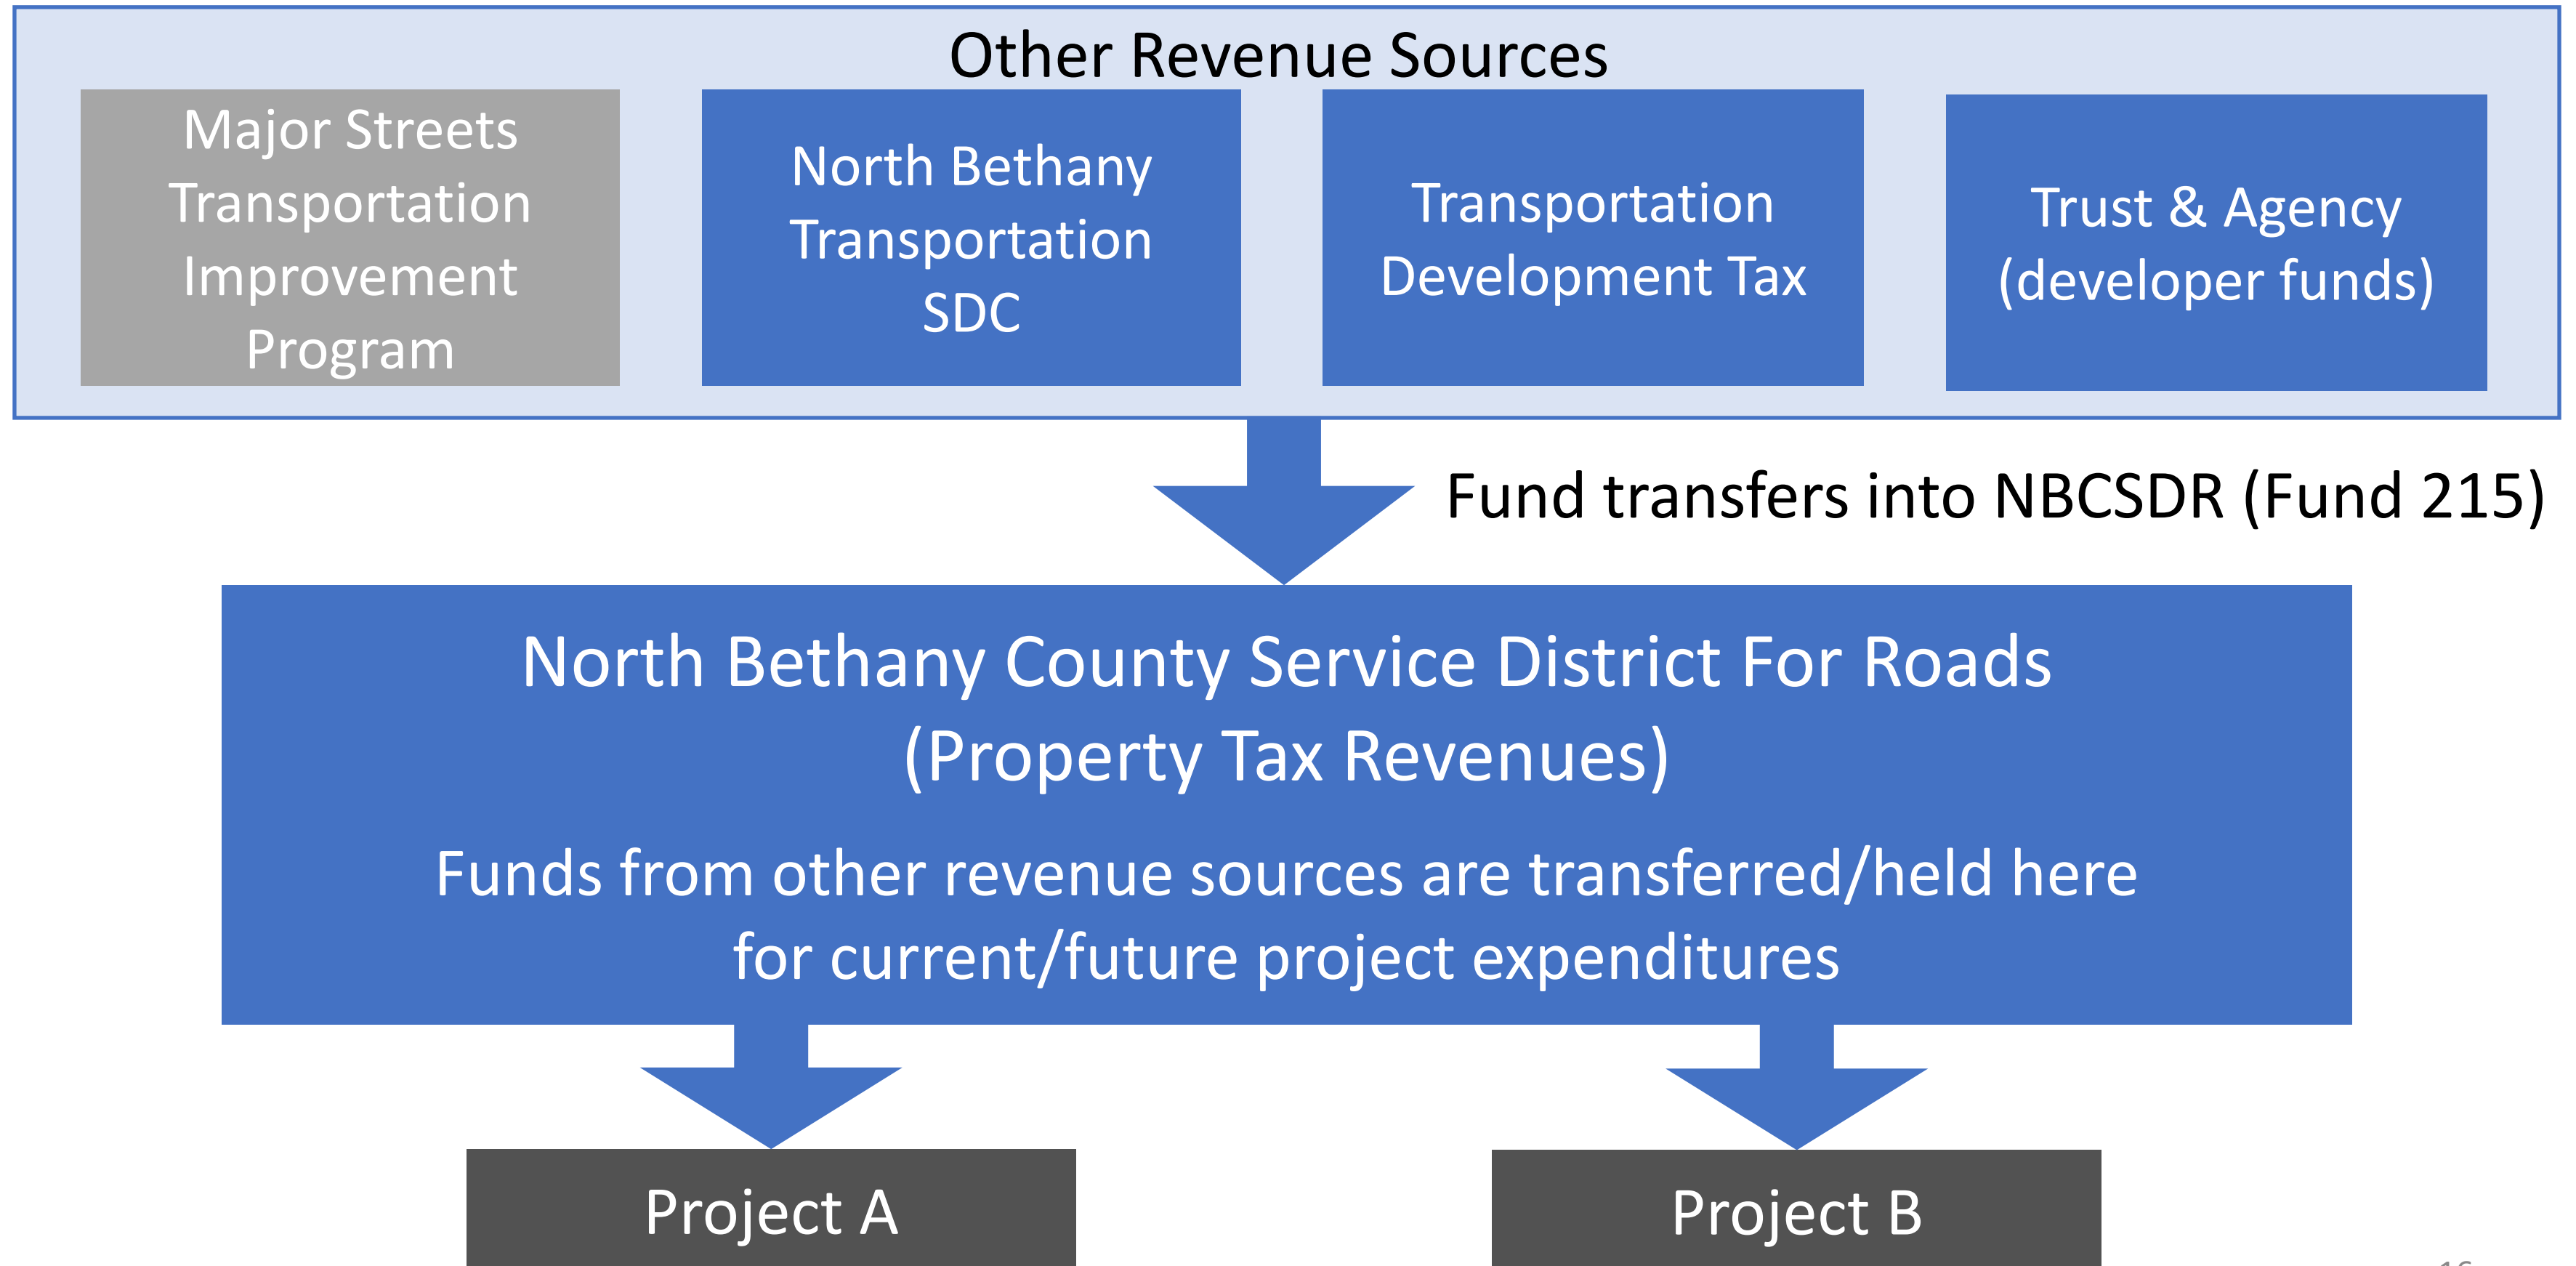 Other Revenue Sources
Major Streets
Transportation
Improvement
Program
North Bethany
Transportation
SDC
Transportation
Development Tax
Trust & Agency
(developer funds)
Fund transfers into NBCSDR (Fund 215)
North Bethany County Service District For Roads
(Property Tax Revenues)
Funds from other revenue sources are transferred/held here
for current/future project expenditures
Project A
Project B